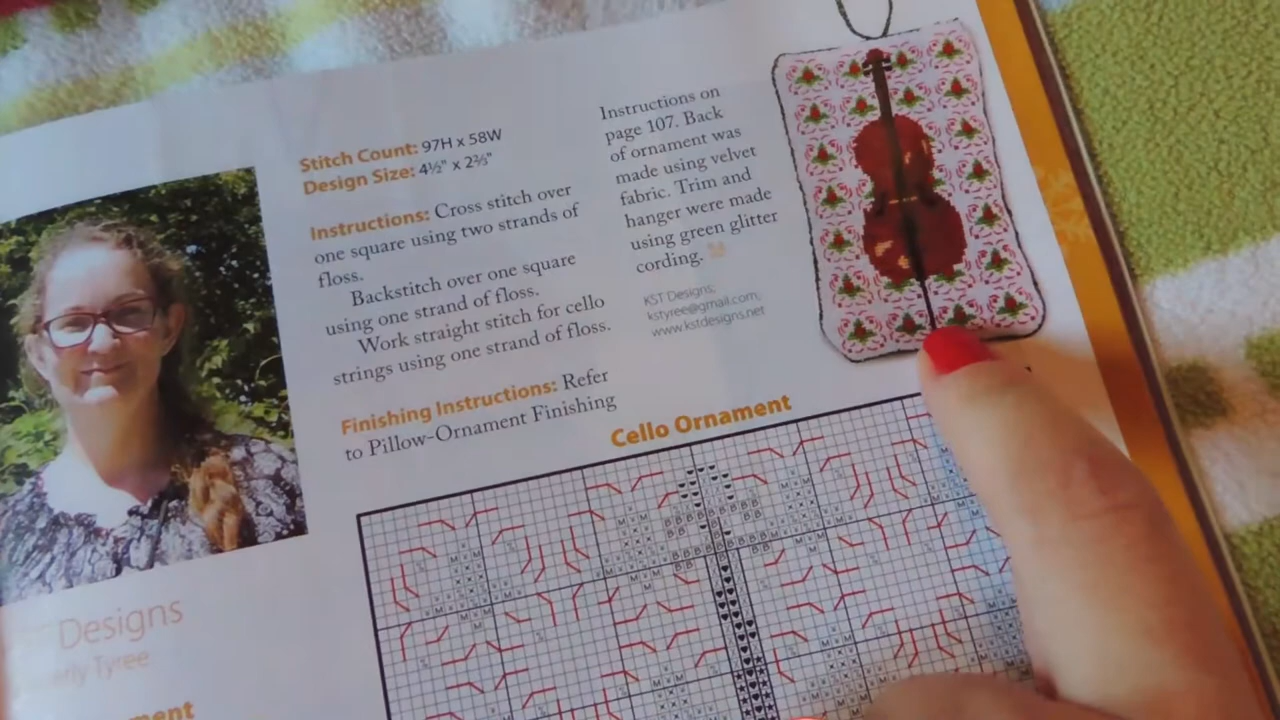 Stitch Count: 97H x 58W
Design Size: 4½" x 2⅔"
Instructions: Cross stitch over
one square using two strands of
floss.
Backstitch over one square
using one strand of floss.
Work straight stitch for cello
strings using one strand of floss.
Finishing Instructions: Refer
to Pillow-Ornament Finishing
Instructions on
page 107. Back
of ornament was
made using velvet
fabric. Trim and
hanger were made
using green glitter
cording.
KST Designs;
kstyree@gmail.com,
www.kstdesigns.net
Cello Ornament
Designs
Tyree